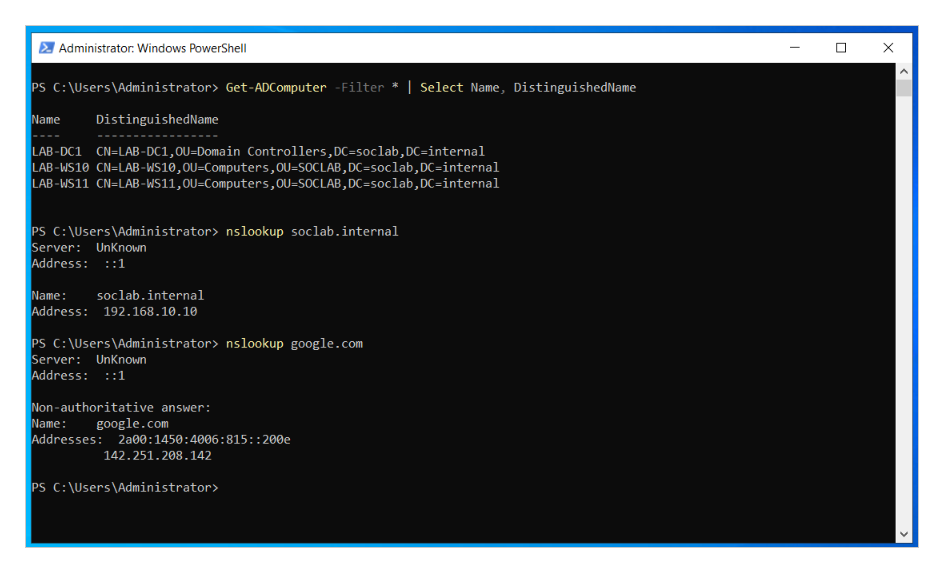 Administrator: Windows PowerShell
PS C:\Users\Administrator> Get-ADComputer -Filter * | Select Name, DistinguishedName
Name     DistinguishedName
----     -----------------
LAB-DC1  CN=LAB-DC1,OU=Domain Controllers,DC=soclab,DC=internal
LAB-WS10 CN=LAB-WS10,OU=Computers,OU=SOCLAB,DC=soclab,DC=internal
LAB-WS11 CN=LAB-WS11,OU=Computers,OU=SOCLAB,DC=soclab,DC=internal
PS C:\Users\Administrator> nslookup soclab.internal
Server:  UnKnown
Address:  ::1
Name:    soclab.internal
Address:  192.168.10.10
PS C:\Users\Administrator> nslookup google.com
Server:  UnKnown
Address:  ::1
Non-authoritative answer:
Name:    google.com
Addresses:  2a00:1450:4006:815::200e
          142.251.208.142
PS C:\Users\Administrator>